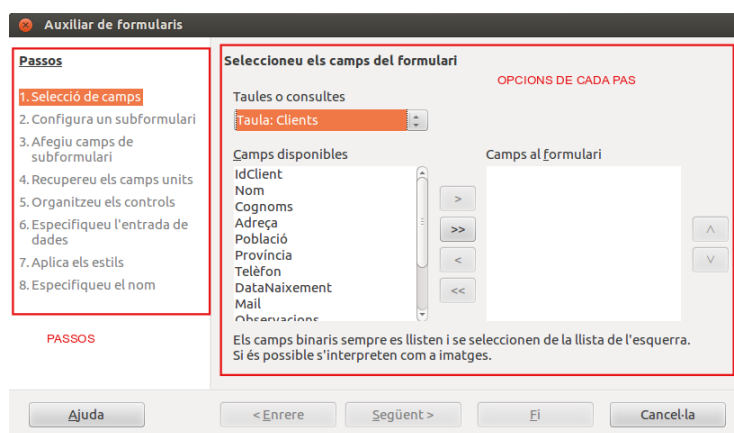 Auxiliar de formularis
Passos
1. Selecció de camps
2. Configura un subformulari
3. Afegiu camps de
subformulari
4. Recupereu els camps units
5. Organitzeu els controls
6. Especifiqueu l'entrada de
dades
7. Aplica els estils
8. Especifiqueu el nom
PASSOS
Seleccioneu els camps del formulari
OPCIONS DE CADA PAS
Taules o consultes
Taula: Clients
Camps disponibles
IdClient
Nom
Cognoms
Adreça
Població
Província
Telèfon
DataNaixement
Mail
Observacions
>
>>
<
<<
Camps al formulari
Els camps binaris sempre es llisten i se seleccionen de la llista de l'esquerra.
Si és possible s'interpreten com a imatges.
Ajuda
< Enrere
Següent >
Fi
Cancel·la